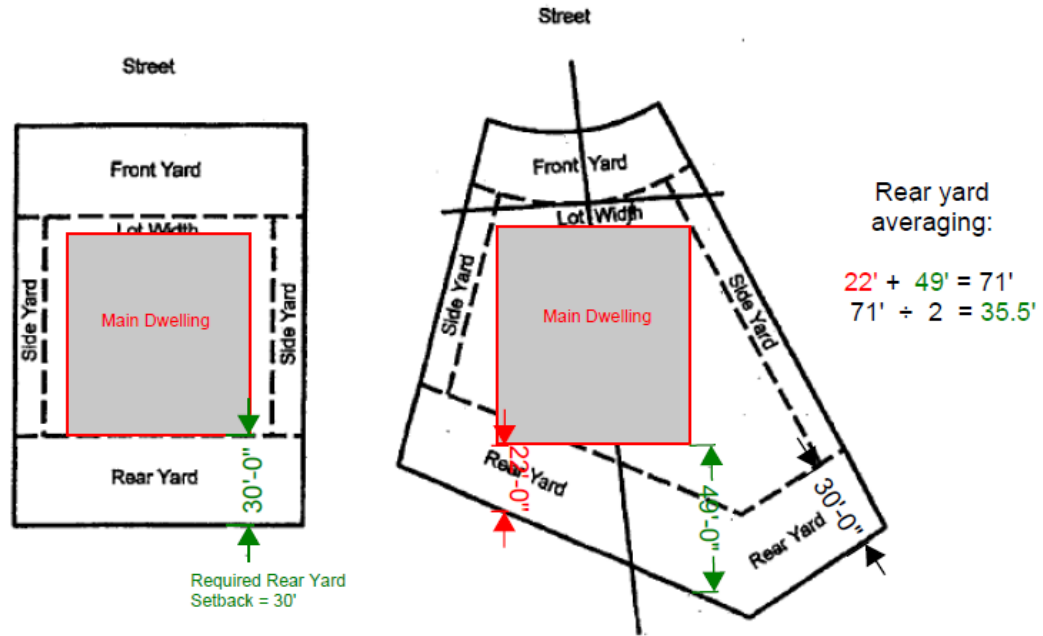 Street
Front Yard
Lot Width
Side Yard
Main Dwelling
Side Yard
Rear Yard
30'-0"
Required Rear Yard
Setback = 30'
Street
Front Yard
Lot Width
Side Yard
Main Dwelling
Side Yard
Rear Yard
22'-0"
49'-0"
Rear Yard
30'-0"
Rear yard
averaging:
22' + 49' = 71'
71' ÷ 2 = 35.5'